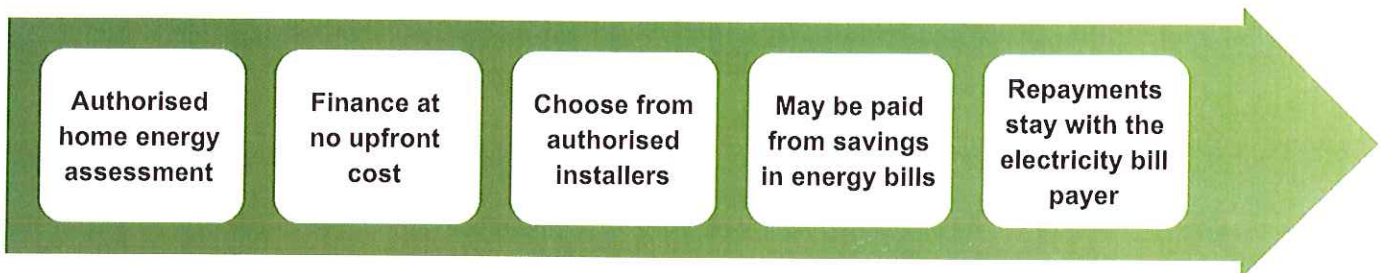 Authorised
home energy
assessment
Finance at
no upfront
cost
Choose from
authorised
installers
May be paid
from savings
in energy bills
Repayments
stay with the
electricity bill
payer